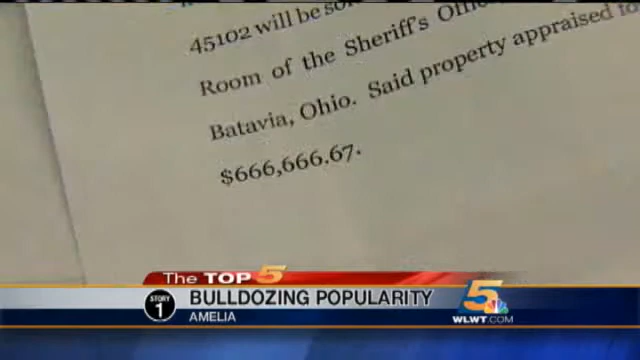 45102 will be sol
Room of the Sheriff's Offi
Batavia, Ohio. Said property appraised to
$666,666.67.
The TOP 5
STORY
1
BULLDOZING POPULARITY
AMELIA
5
WLWT.COM